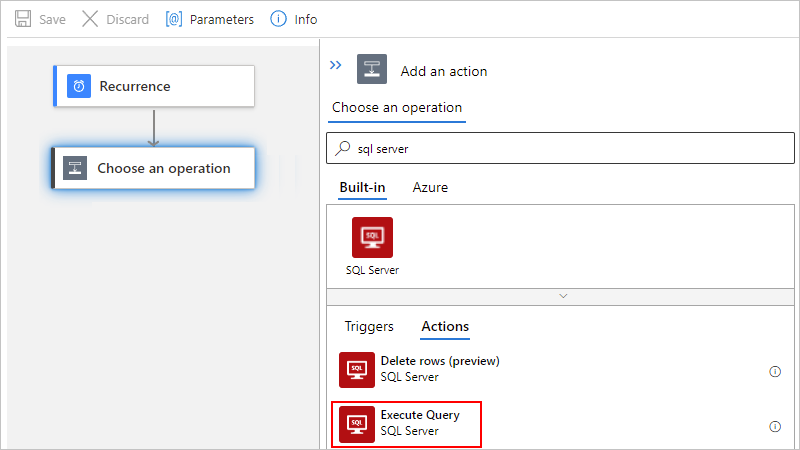 Save
Discard
[@] Parameters
Info
Recurrence
Choose an operation
Add an action
Choose an operation
sql server
Built-in
Azure
SQL
SQL Server
Triggers
Actions
SQL
Delete rows (preview)
SQL Server
SQL
Execute Query
SQL Server